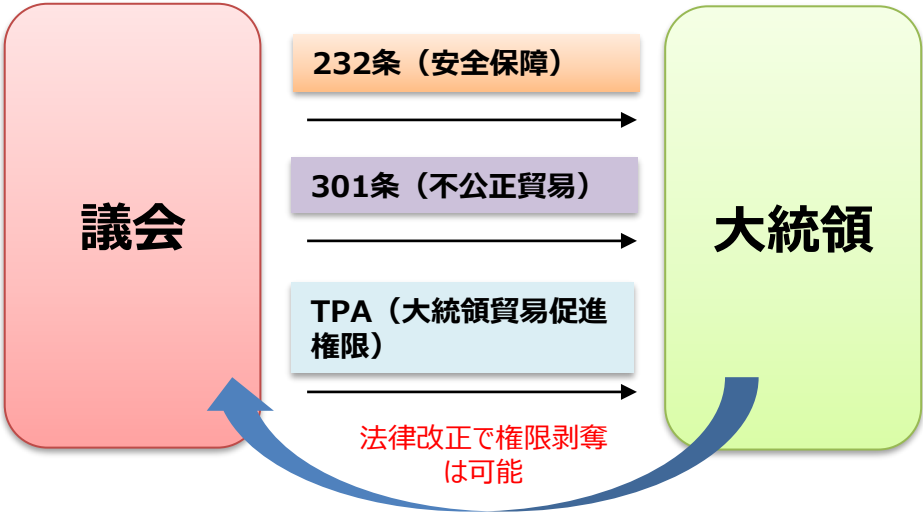 議会
232条（安全保障）
301条（不公正貿易）
TPA（大統領貿易促進
権限）
法律改正で権限剥奪
は可能
大統領